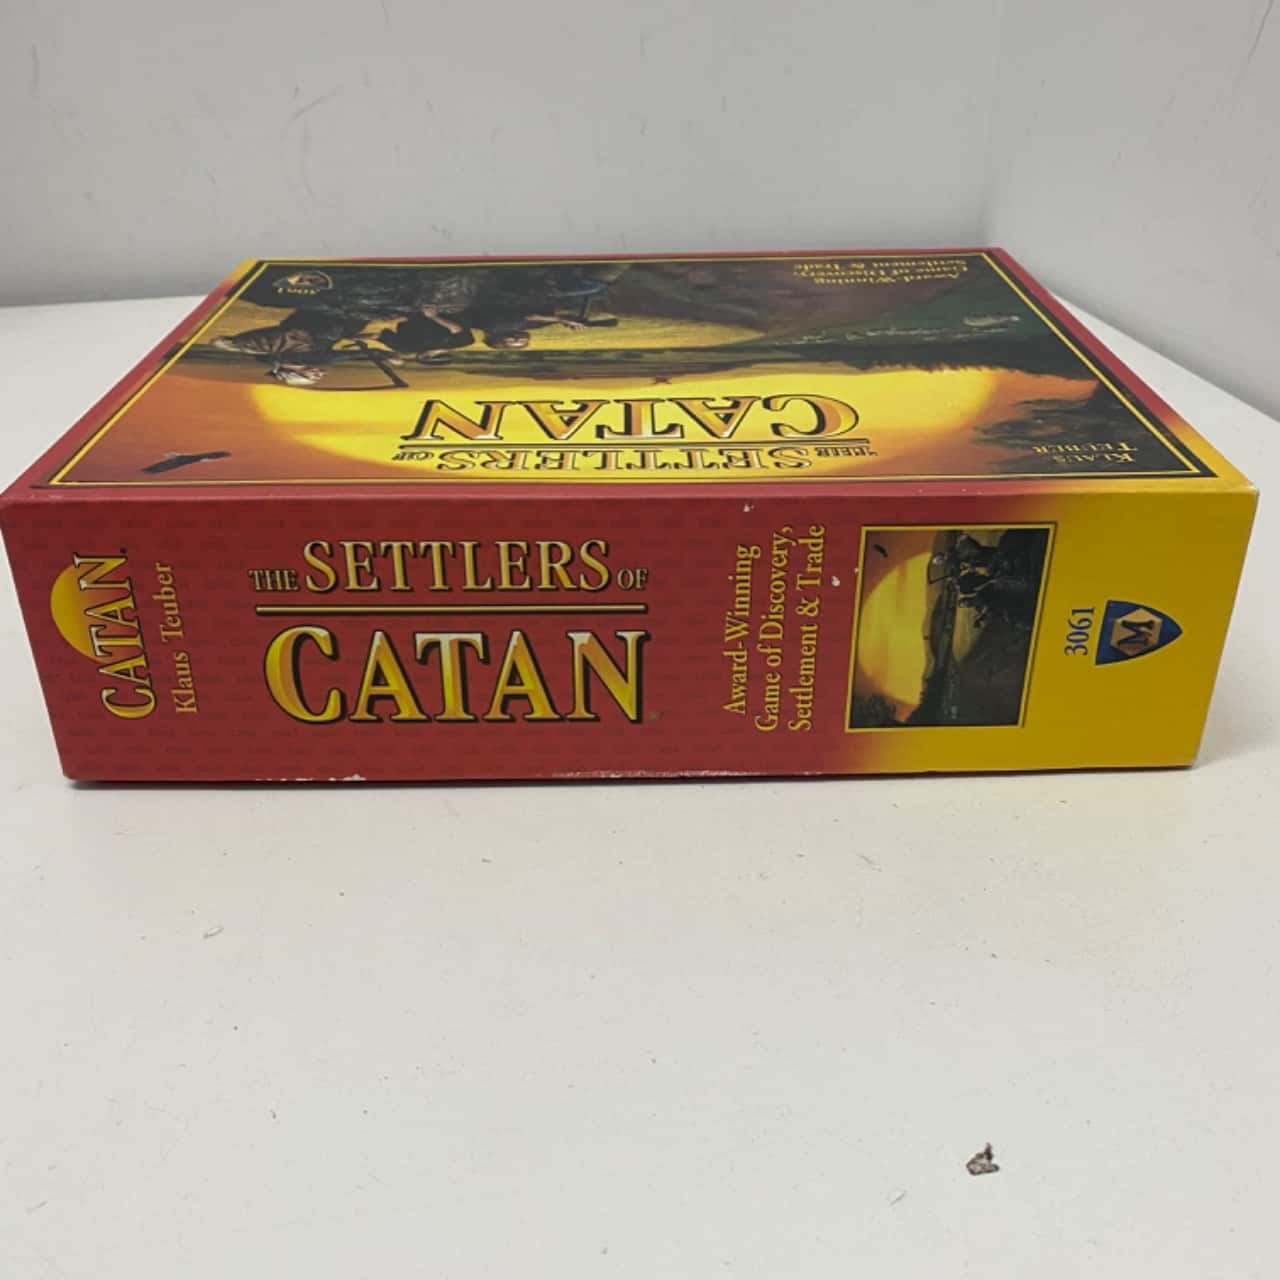 Award-Winning
Game of Discovery,
Settlement & Trade
3061
CATAN
THE SETTLERS OF
KLAUS
TEUBER
CATAN
Klaus Teuber
THE SETTLERS OF
CATAN
Award-Winning
Game of Discovery,
Settlement & Trade
3061
M